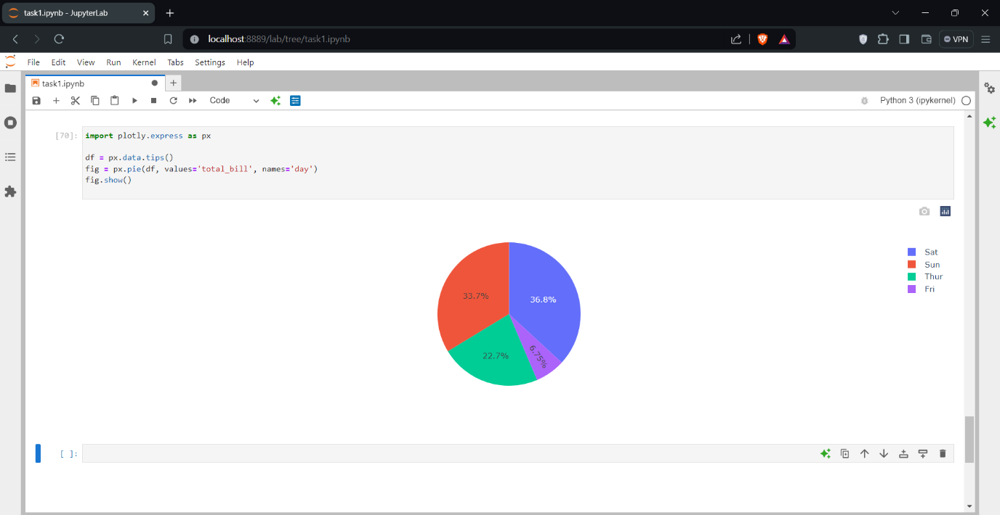 task1.ipynb - JupyterLab
localhost:8889/lab/tree/task1.ipynb
VPN
File Edit View Run Kernel Tabs Settings Help
task1.ipynb
Code
Python 3 (ipykernel)
[70]:
import plotly.express as px
df = px.data.tips()
fig = px.pie(df, values='total_bill', names='day')
fig.show()
Sat
Sun
Thur
Fri
33.7%
36.8%
22.7%
6.75%
[ ]: